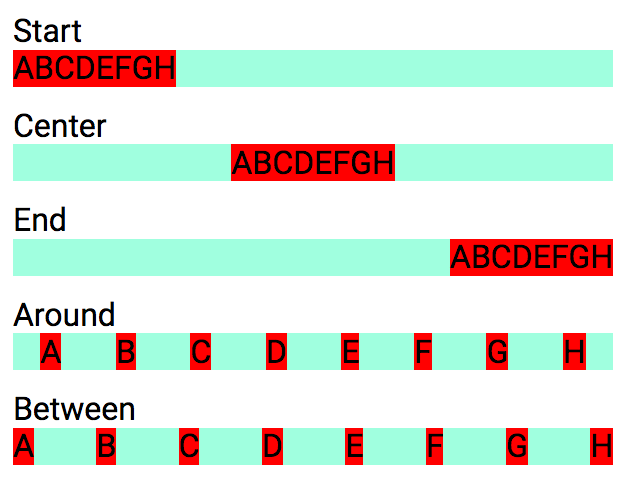 Start
ABCDEFGH
Center
ABCDEFGH
End
ABCDEFGH
Around
A B C D E F G H
Between
A B C D E F G H